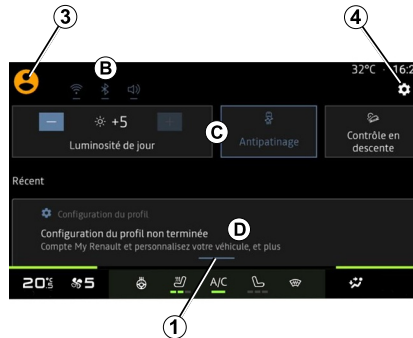 3
4
B
32°C 16:2
+5
Luminosité de jour
C
Antipatinage
Contrôle en
descente
Récent
Configuration du profil
Configuration du profil non terminée
D
Compte My Renault et personnalisez votre véhicule, et plus
20 5
5
A/C
1